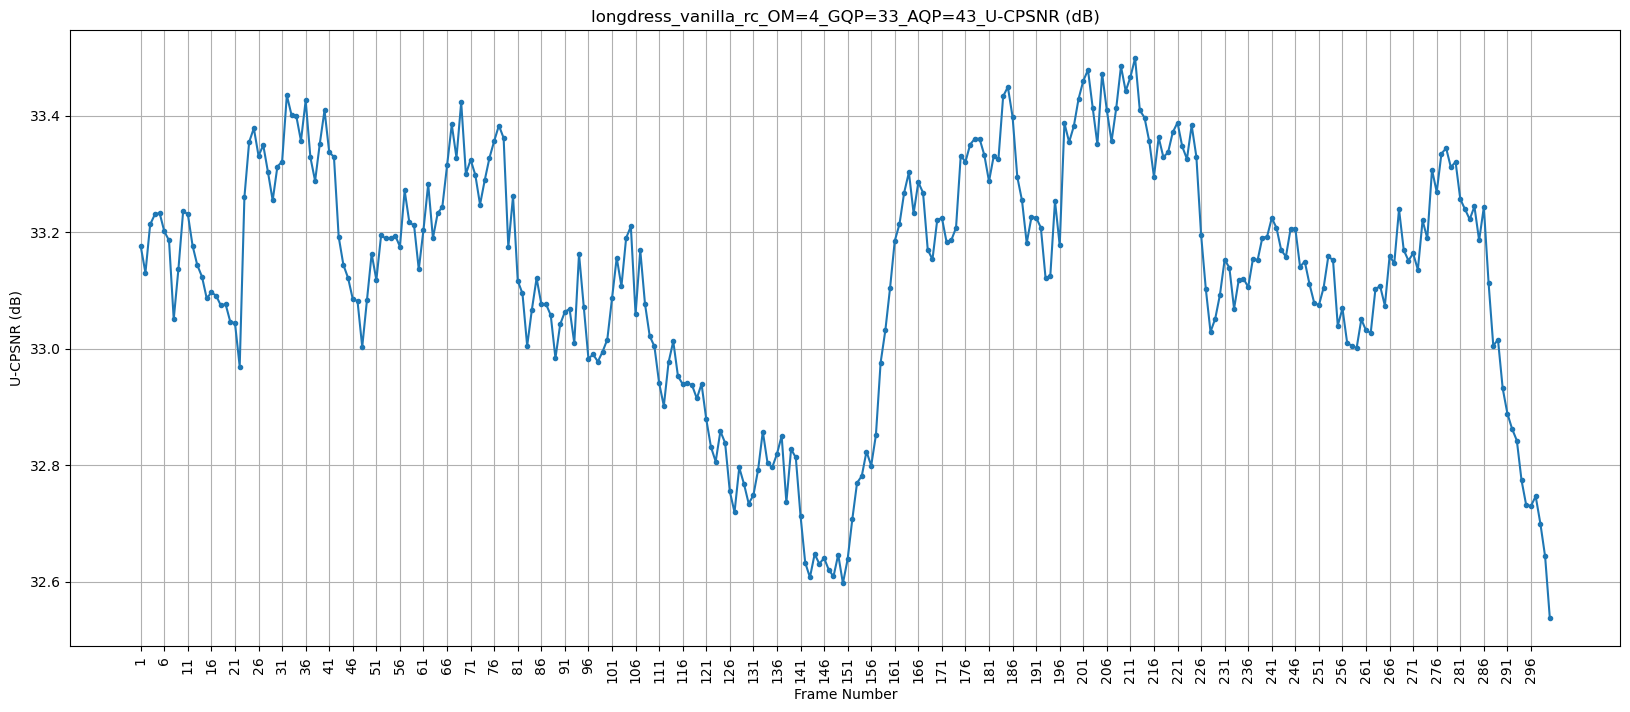 longdress_vanilla_rc_OM=4_GQP=33_AQP=43_U-CPSNR (dB)
33.4
33.2
33.0
32.8
32.6
U-CPSNR (dB)
1 6 11 16 21 26 31 36 41 46 51 56 61 66 71 76 81 86 91 96 101 106 111 116 121 126 131 136 141 146 151 156 161 166 171 176 181 186 191 196 201 206 211 216 221 226 231 236 241 246 251 256 261 266 271 276 281 286 291 296
Frame Number